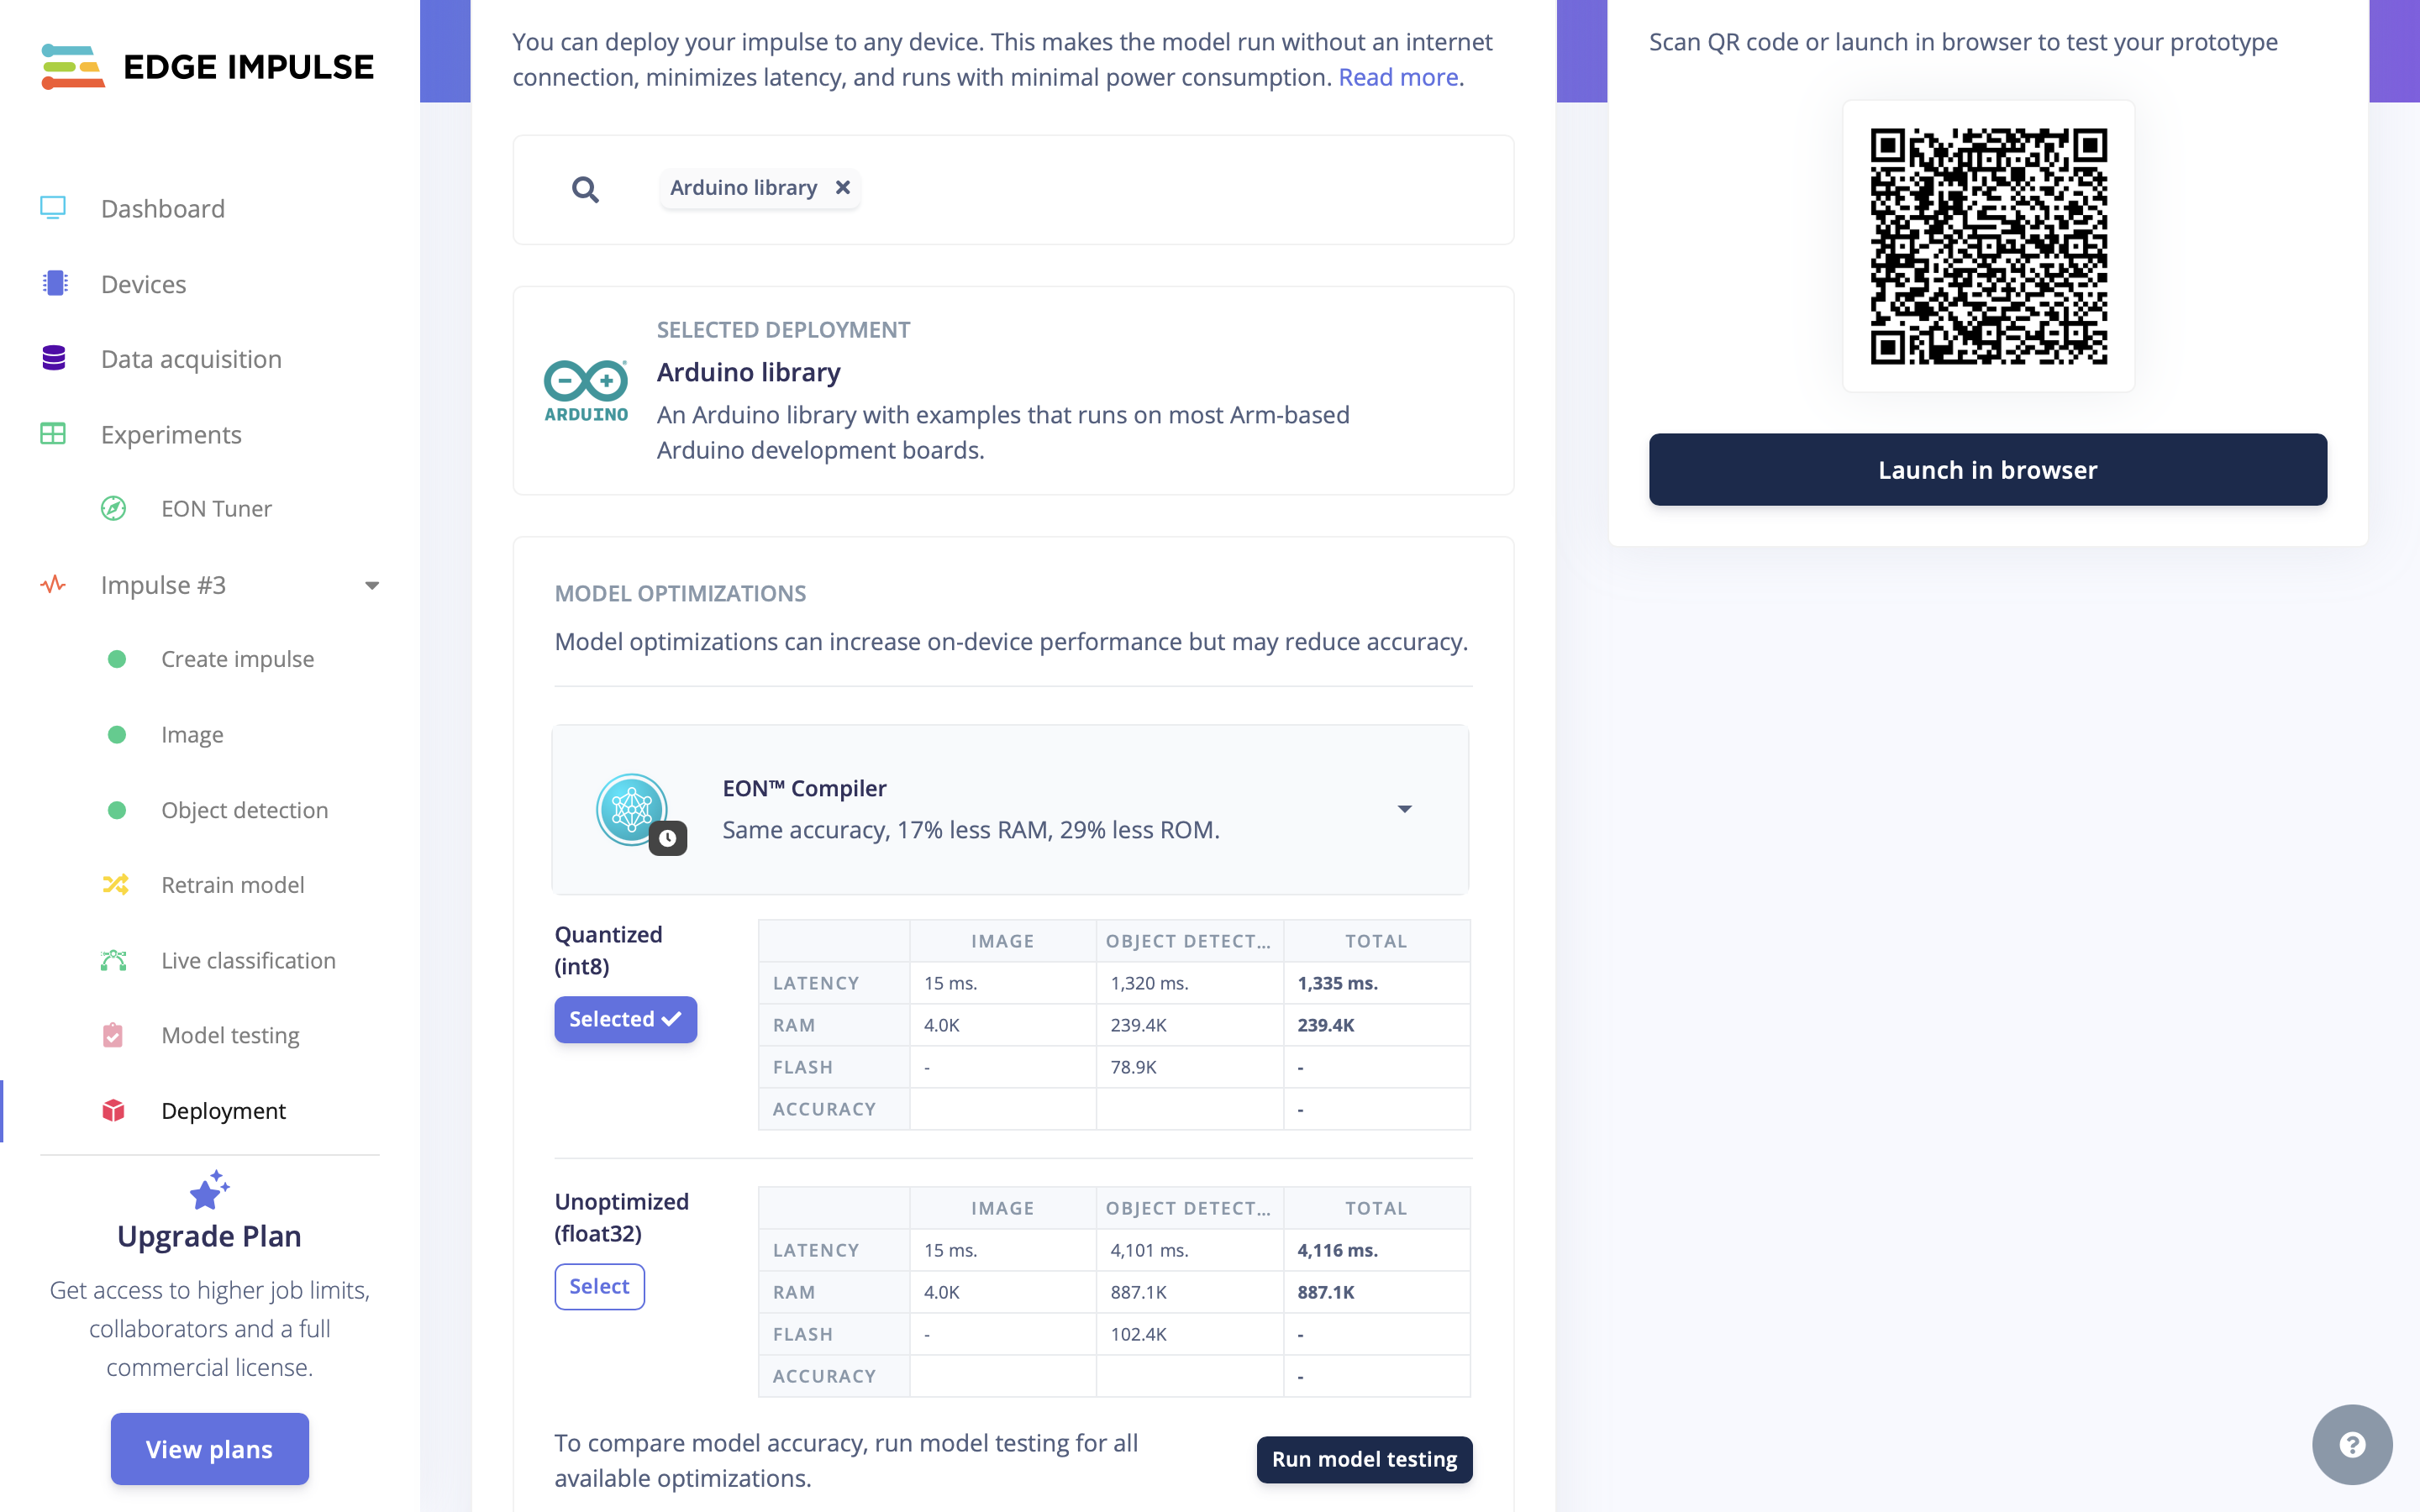 EDGE IMPULSE
Dashboard
Devices
Data acquisition
Experiments
EON Tuner
Impulse #3
Create impulse
Image
Object detection
Retrain model
Live classification
Model testing
Deployment
Upgrade Plan
Get access to higher job limits,
collaborators and a full
commercial license.
View plans
You can deploy your impulse to any device. This makes the model run without an internet
connection, minimizes latency, and runs with minimal power consumption. Read more.
Arduino library
SELECTED DEPLOYMENT
ARDUINO
Arduino library
An Arduino library with examples that runs on most Arm-based
Arduino development boards.
MODEL OPTIMIZATIONS
Model optimizations can increase on-device performance but may reduce accuracy.
EON™ Compiler
Same accuracy, 17% less RAM, 29% less ROM.
Quantized
(int8)
Selected
IMAGE OBJECT DETECT... TOTAL
LATENCY 15 ms. 1,320 ms. 1,335 ms.
RAM 4.0K 239.4K 239.4K
FLASH - 78.9K -
ACCURACY -
Unoptimized
(float32)
Select
IMAGE OBJECT DETECT... TOTAL
LATENCY 15 ms. 4,101 ms. 4,116 ms.
RAM 4.0K 887.1K 887.1K
FLASH - 102.4K -
ACCURACY -
To compare model accuracy, run model testing for all
available optimizations.
Run model testing
Scan QR code or launch in browser to test your prototype
Launch in browser
?